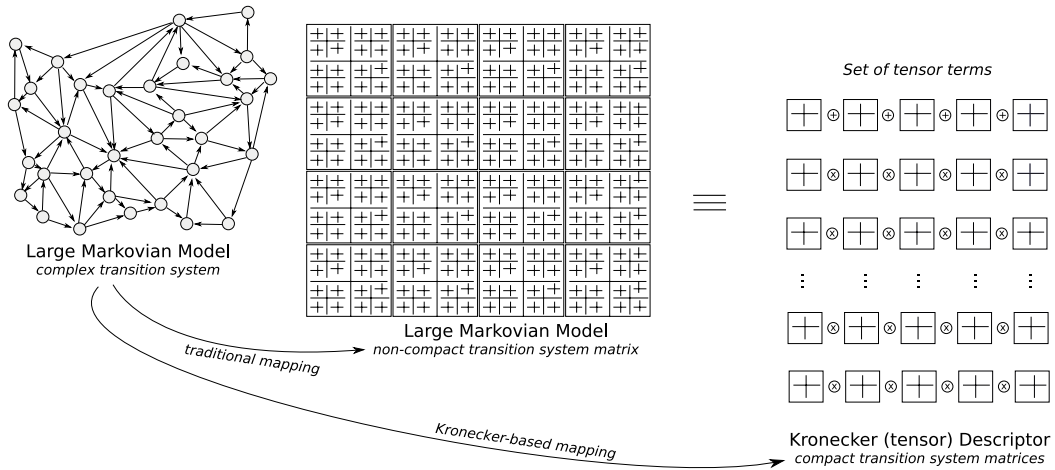 Large Markovian Model
complex transition system
Large Markovian Model
non-compact transition system matrix
traditional mapping
Kronecker-based mapping
Set of tensor terms
Kronecker (tensor) Descriptor
compact transition system matrices